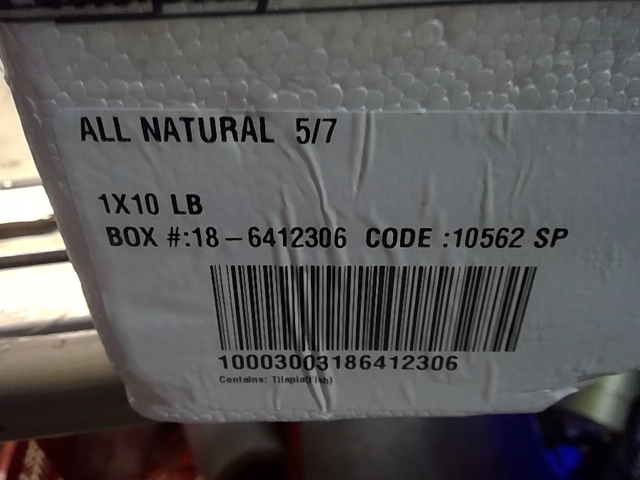 ALL NATURAL 5/7
1X10 LB
BOX #:18-6412306 CODE :10562 SP
10003003186412306
Contains: Tilapia(Fish)